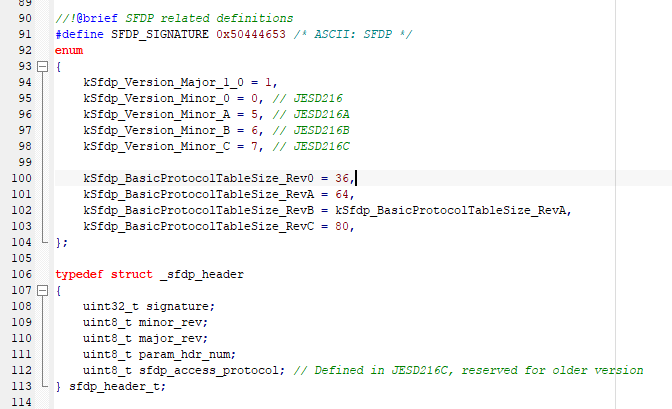 89
90 //!@brief SFDP related definitions
91 #define SFDP_SIGNATURE 0x50444653 /* ASCII: SFDP */
92 enum
93 {
94 kSfdp_Version_Major_1_0 = 1,
95 kSfdp_Version_Minor_0 = 0, // JESD216
96 kSfdp_Version_Minor_A = 5, // JESD216A
97 kSfdp_Version_Minor_B = 6, // JESD216B
98 kSfdp_Version_Minor_C = 7, // JESD216C
99
100 kSfdp_BasicProtocolTableSize_Rev0 = 36,
101 kSfdp_BasicProtocolTableSize_RevA = 64,
102 kSfdp_BasicProtocolTableSize_RevB = kSfdp_BasicProtocolTableSize_RevA,
103 kSfdp_BasicProtocolTableSize_RevC = 80,
104 };
105
106 typedef struct _sfdp_header
107 {
108 uint32_t signature;
109 uint8_t minor_rev;
110 uint8_t major_rev;
111 uint8_t param_hdr_num;
112 uint8_t sfdp_access_protocol; // Defined in JESD216C, reserved for older version
113 } sfdp_header_t;
114